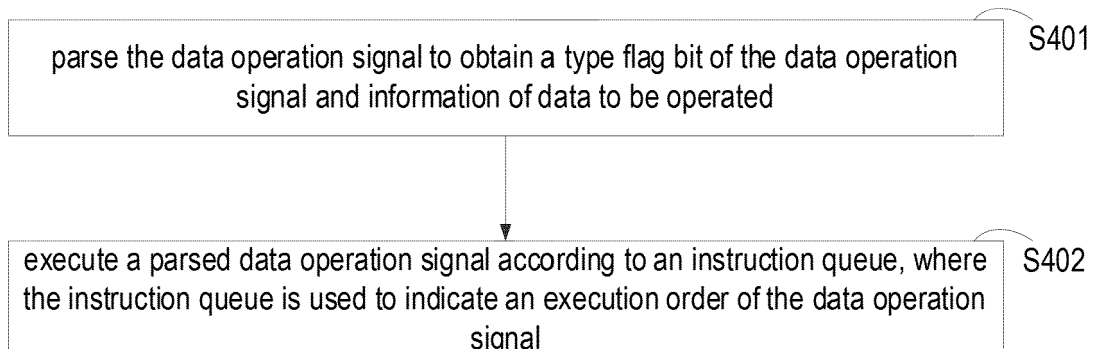 parse the data operation signal to obtain a type flag bit of the data operation
signal and information of data to be operated
S401
execute a parsed data operation signal according to an instruction queue, where
the instruction queue is used to indicate an execution order of the data operation
signal
S402